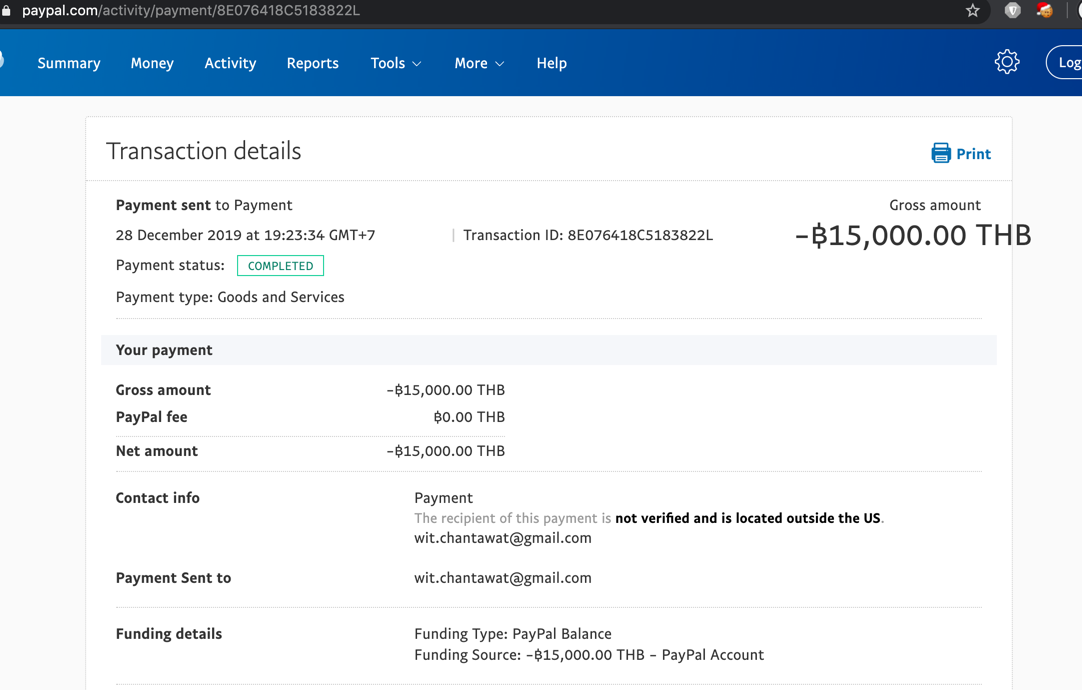 paypal.com/activity/payment/8E076418C5183822L
Summary Money Activity Reports Tools More Help Log
Transaction details
Print
Payment sent to Payment
Gross amount
28 December 2019 at 19:23:34 GMT+7 | Transaction ID: 8E076418C5183822L
-฿15,000.00 THB
Payment status: COMPLETED
Payment type: Goods and Services
Your payment
Gross amount -฿15,000.00 THB
PayPal fee ฿0.00 THB
Net amount -฿15,000.00 THB
Contact info Payment
The recipient of this payment is not verified and is located outside the US.
wit.chantawat@gmail.com
Payment Sent to wit.chantawat@gmail.com
Funding details Funding Type: PayPal Balance
Funding Source: -฿15,000.00 THB - PayPal Account